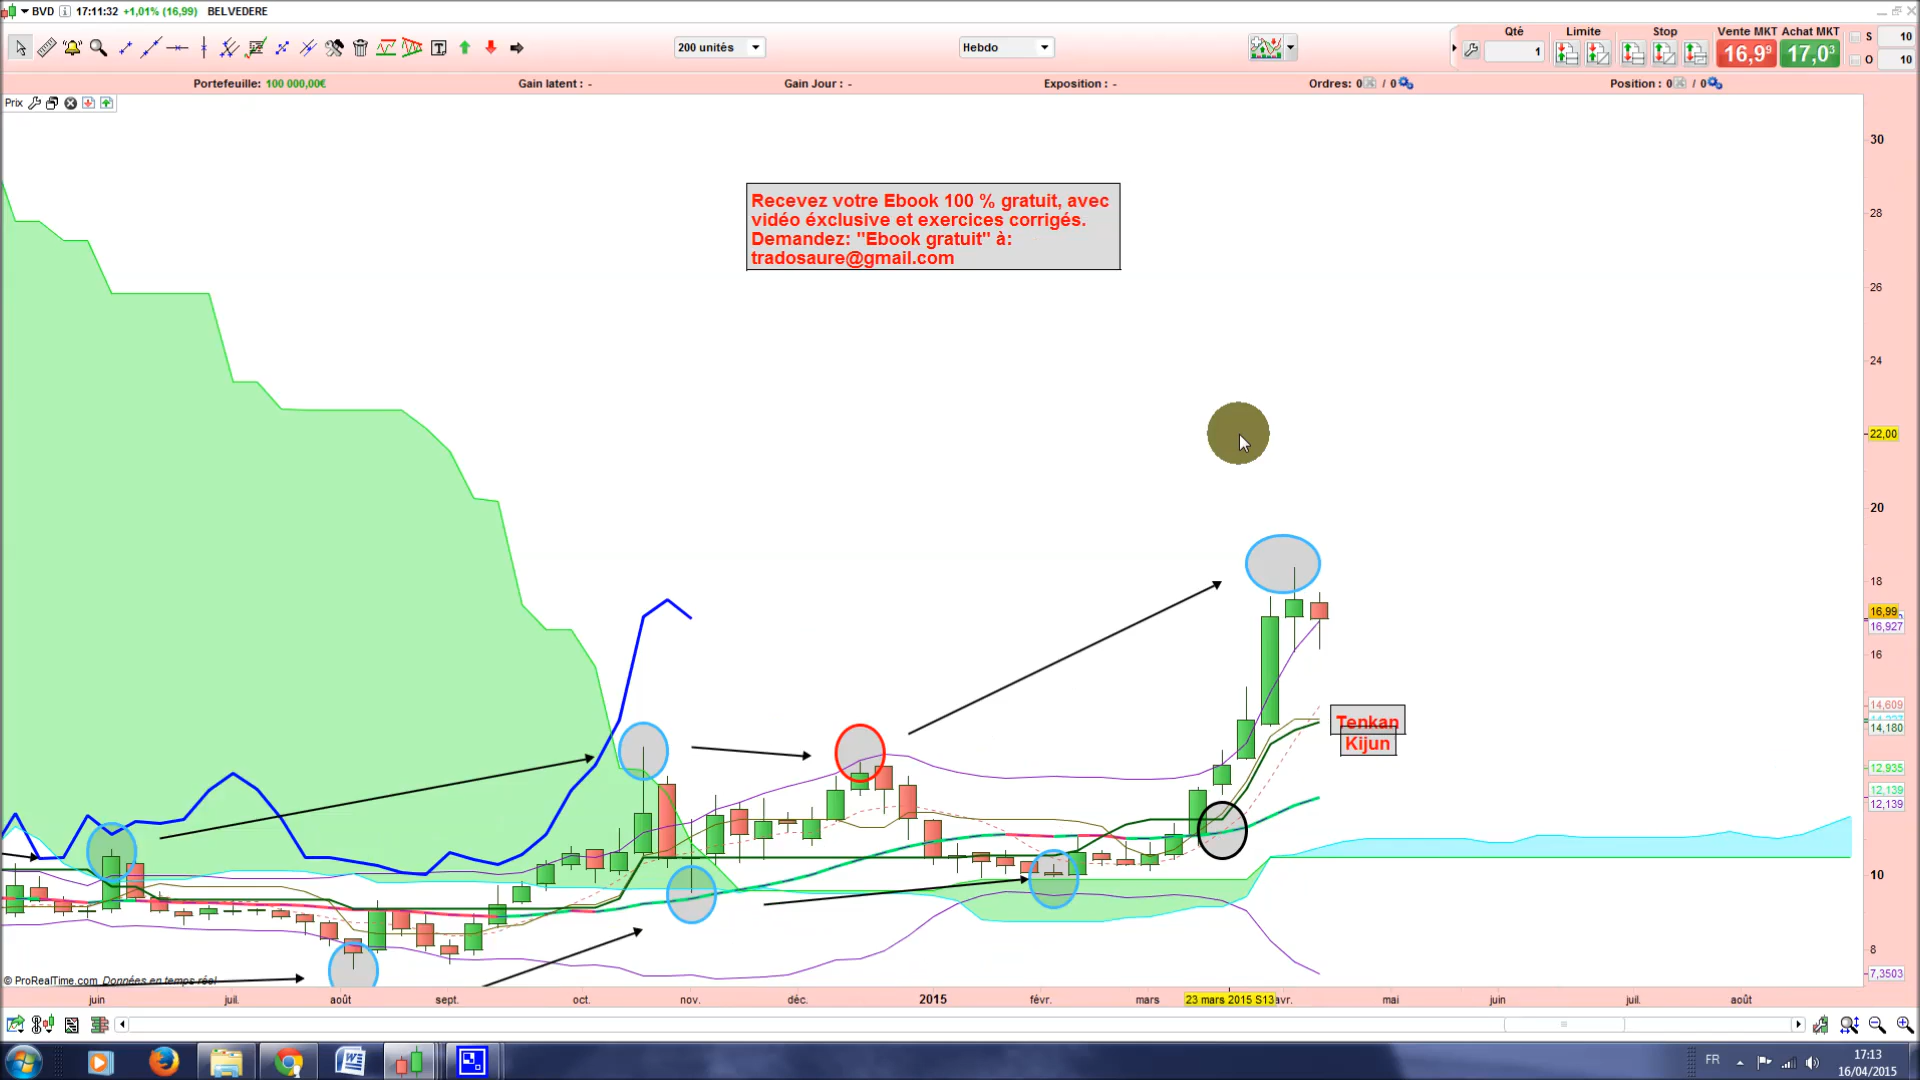 BVD 17:11:32 +1,01% (16,99) BELVEDERE
200 unités
Hebdo
Qté
Limite
Stop
Vente MKT
Achat MKT
1
16,9⁹
17,0³
S 10
O 10
Portefeuille: 100 000,00€
Gain latent : -
Gain Jour : -
Exposition : -
Ordres: 0 / 0
Position : 0 / 0
Prix
Recevez votre Ebook 100 % gratuit, avec
vidéo éxclusive et exercices corrigés.
Demandez: "Ebook gratuit" à:
tradosaure@gmail.com
30
28
26
24
22,00
20
18
16,99
16,927
16
14,609
14,180
12,935
12,139
12,139
10
8
7,3503
Tenkan
Kijun
© ProRealTime.com Données en temps réel
juin
juil.
août
sept.
oct.
nov.
déc.
2015
févr.
mars
23 mars 2015 S13
avr.
mai
juin
juil.
août
FR
17:13
16/04/2015